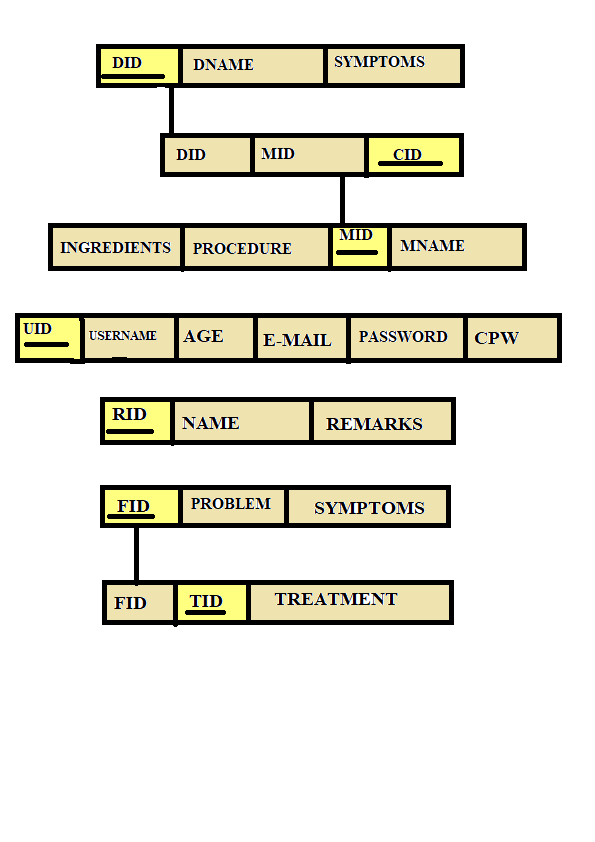 DID DNAME SYMPTOMS
DID MID CID
INGREDIENTS PROCEDURE MID MNAME
UID USERNAME AGE E-MAIL PASSWORD CPW
RID NAME REMARKS
FID PROBLEM SYMPTOMS
FID TID TREATMENT